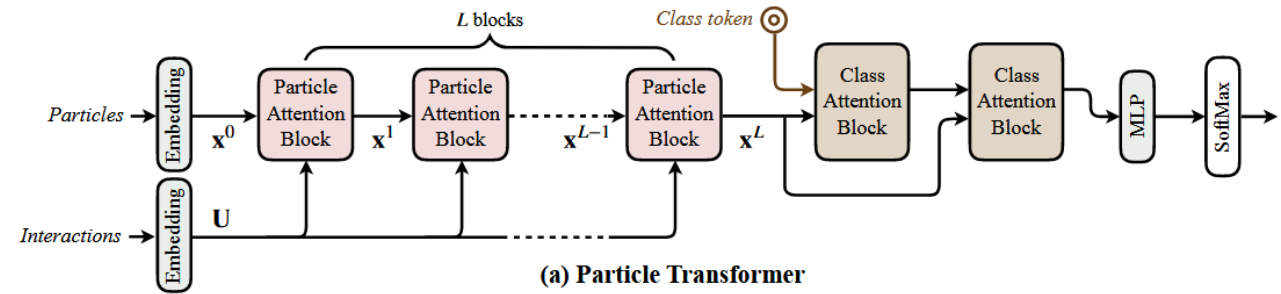 L blocks
Class token
Particles
Embedding
x⁰
Particle
Attention
Block
x¹
Particle
Attention
Block
xᴸ⁻¹
Particle
Attention
Block
xᴸ
Class
Attention
Block
Class
Attention
Block
MLP
SoftMax
Interactions
Embedding
U
(a) Particle Transformer